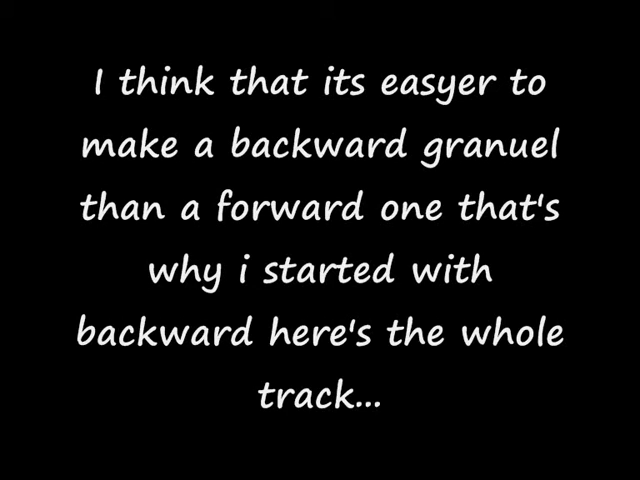 I think that its easyer to
make a backward granuel
than a forward one that's
why i started with
backward here's the whole
track...